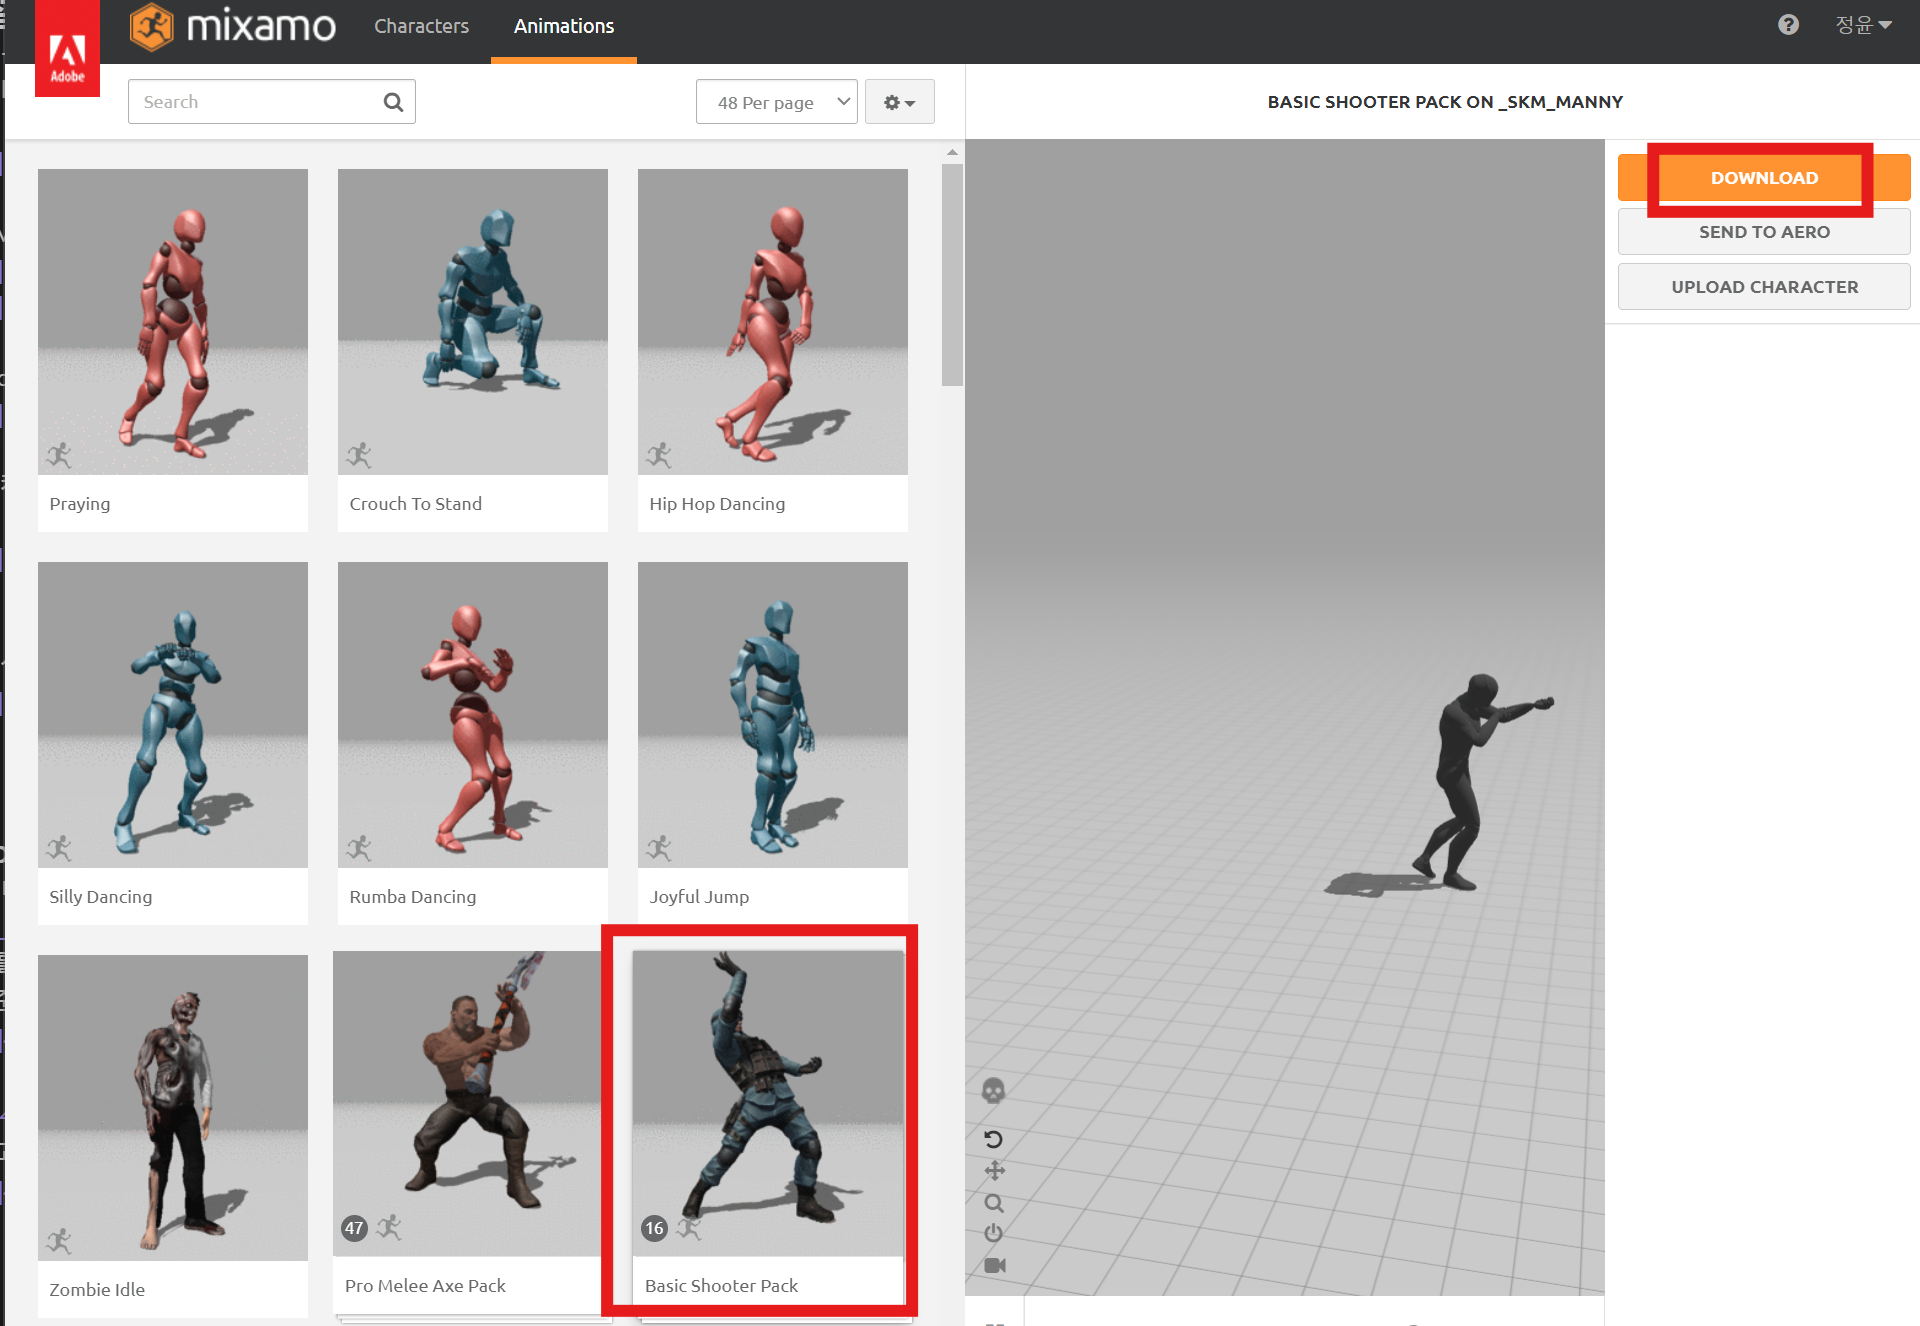 Adobe
mixamo
Characters
Animations
정윤
Search
48 Per page
BASIC SHOOTER PACK ON _SKM_MANNY
DOWNLOAD
SEND TO AERO
UPLOAD CHARACTER
Praying
Crouch To Stand
Hip Hop Dancing
Silly Dancing
Rumba Dancing
Joyful Jump
47
16
Zombie Idle
Pro Melee Axe Pack
Basic Shooter Pack